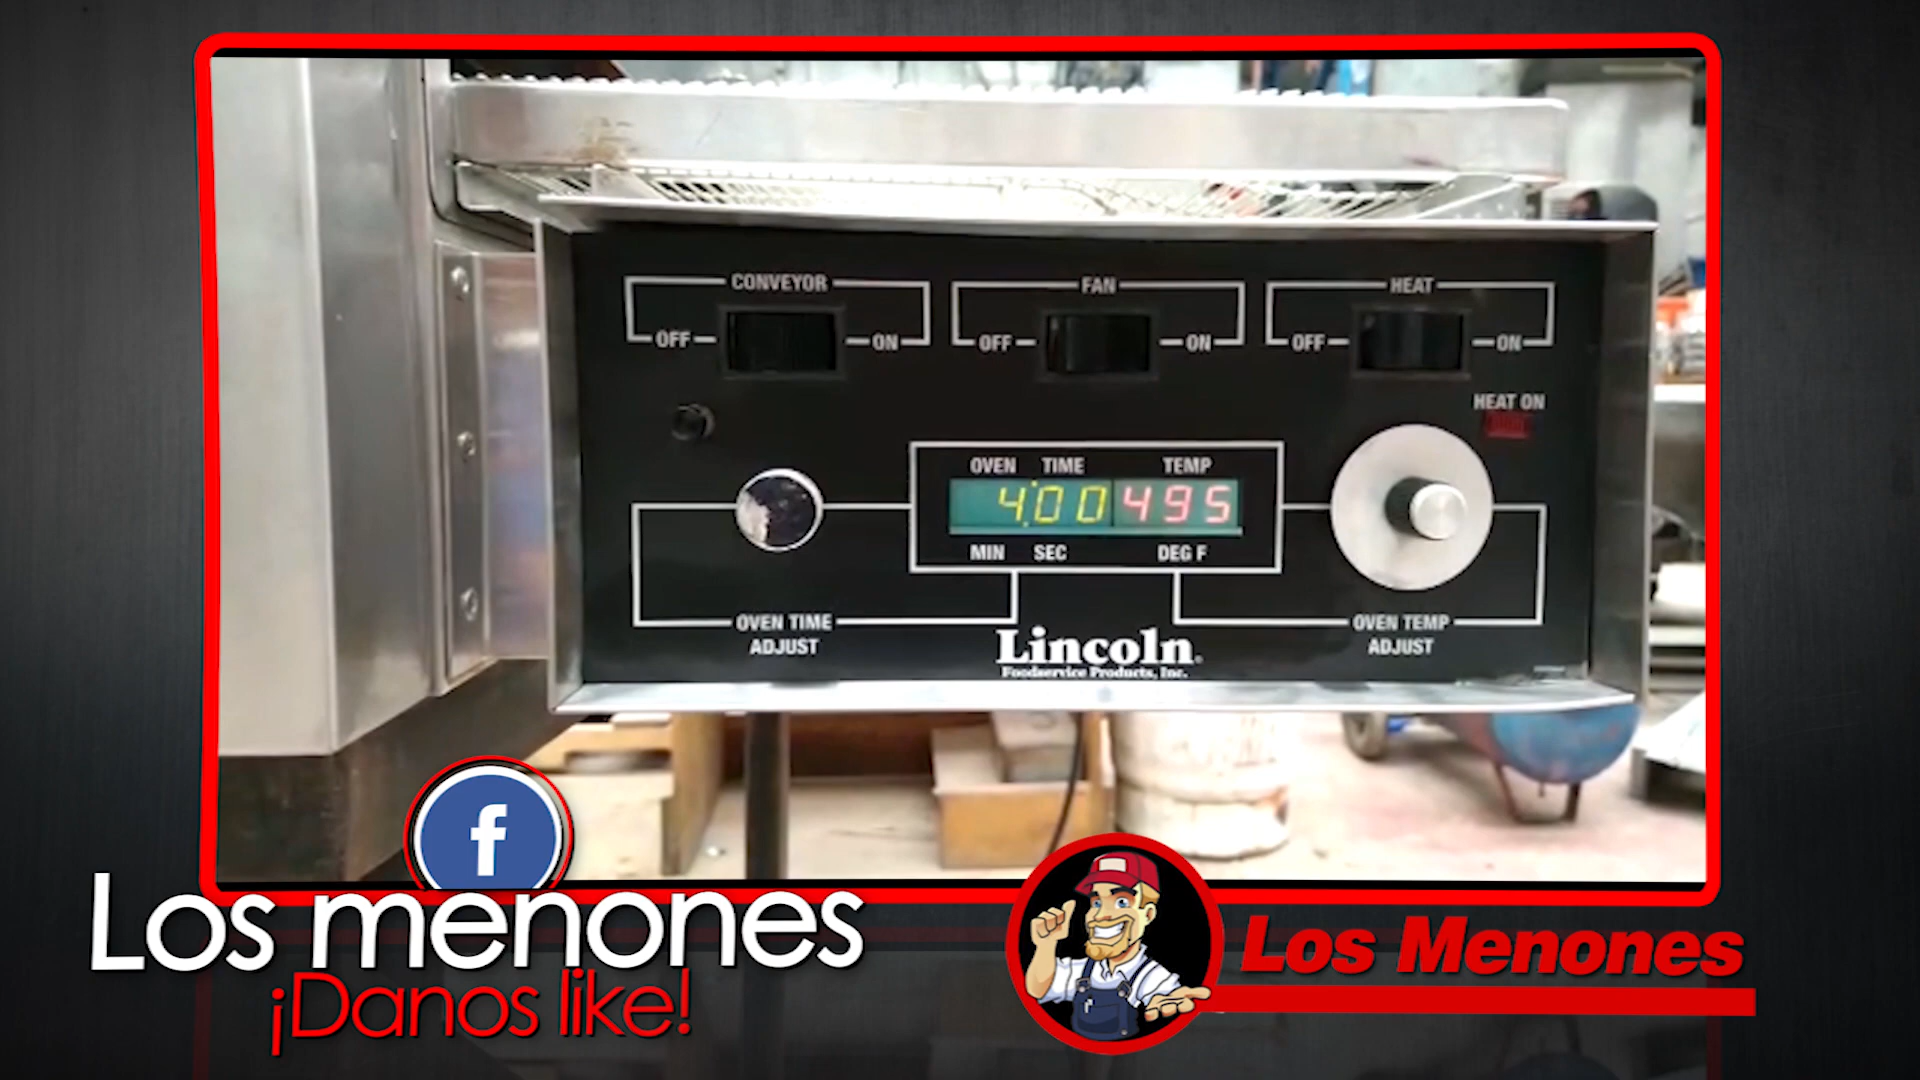 CONVEYOR
OFF
ON
FAN
OFF
ON
HEAT
OFF
ON
HEAT ON
OVEN TIME
TEMP
4:00
495
MIN SEC
DEG F
OVEN TIME
ADJUST
OVEN TEMP
ADJUST
Lincoln
Foodservice Products, Inc.
f
Los menones
¡Danos like!
Los Menones